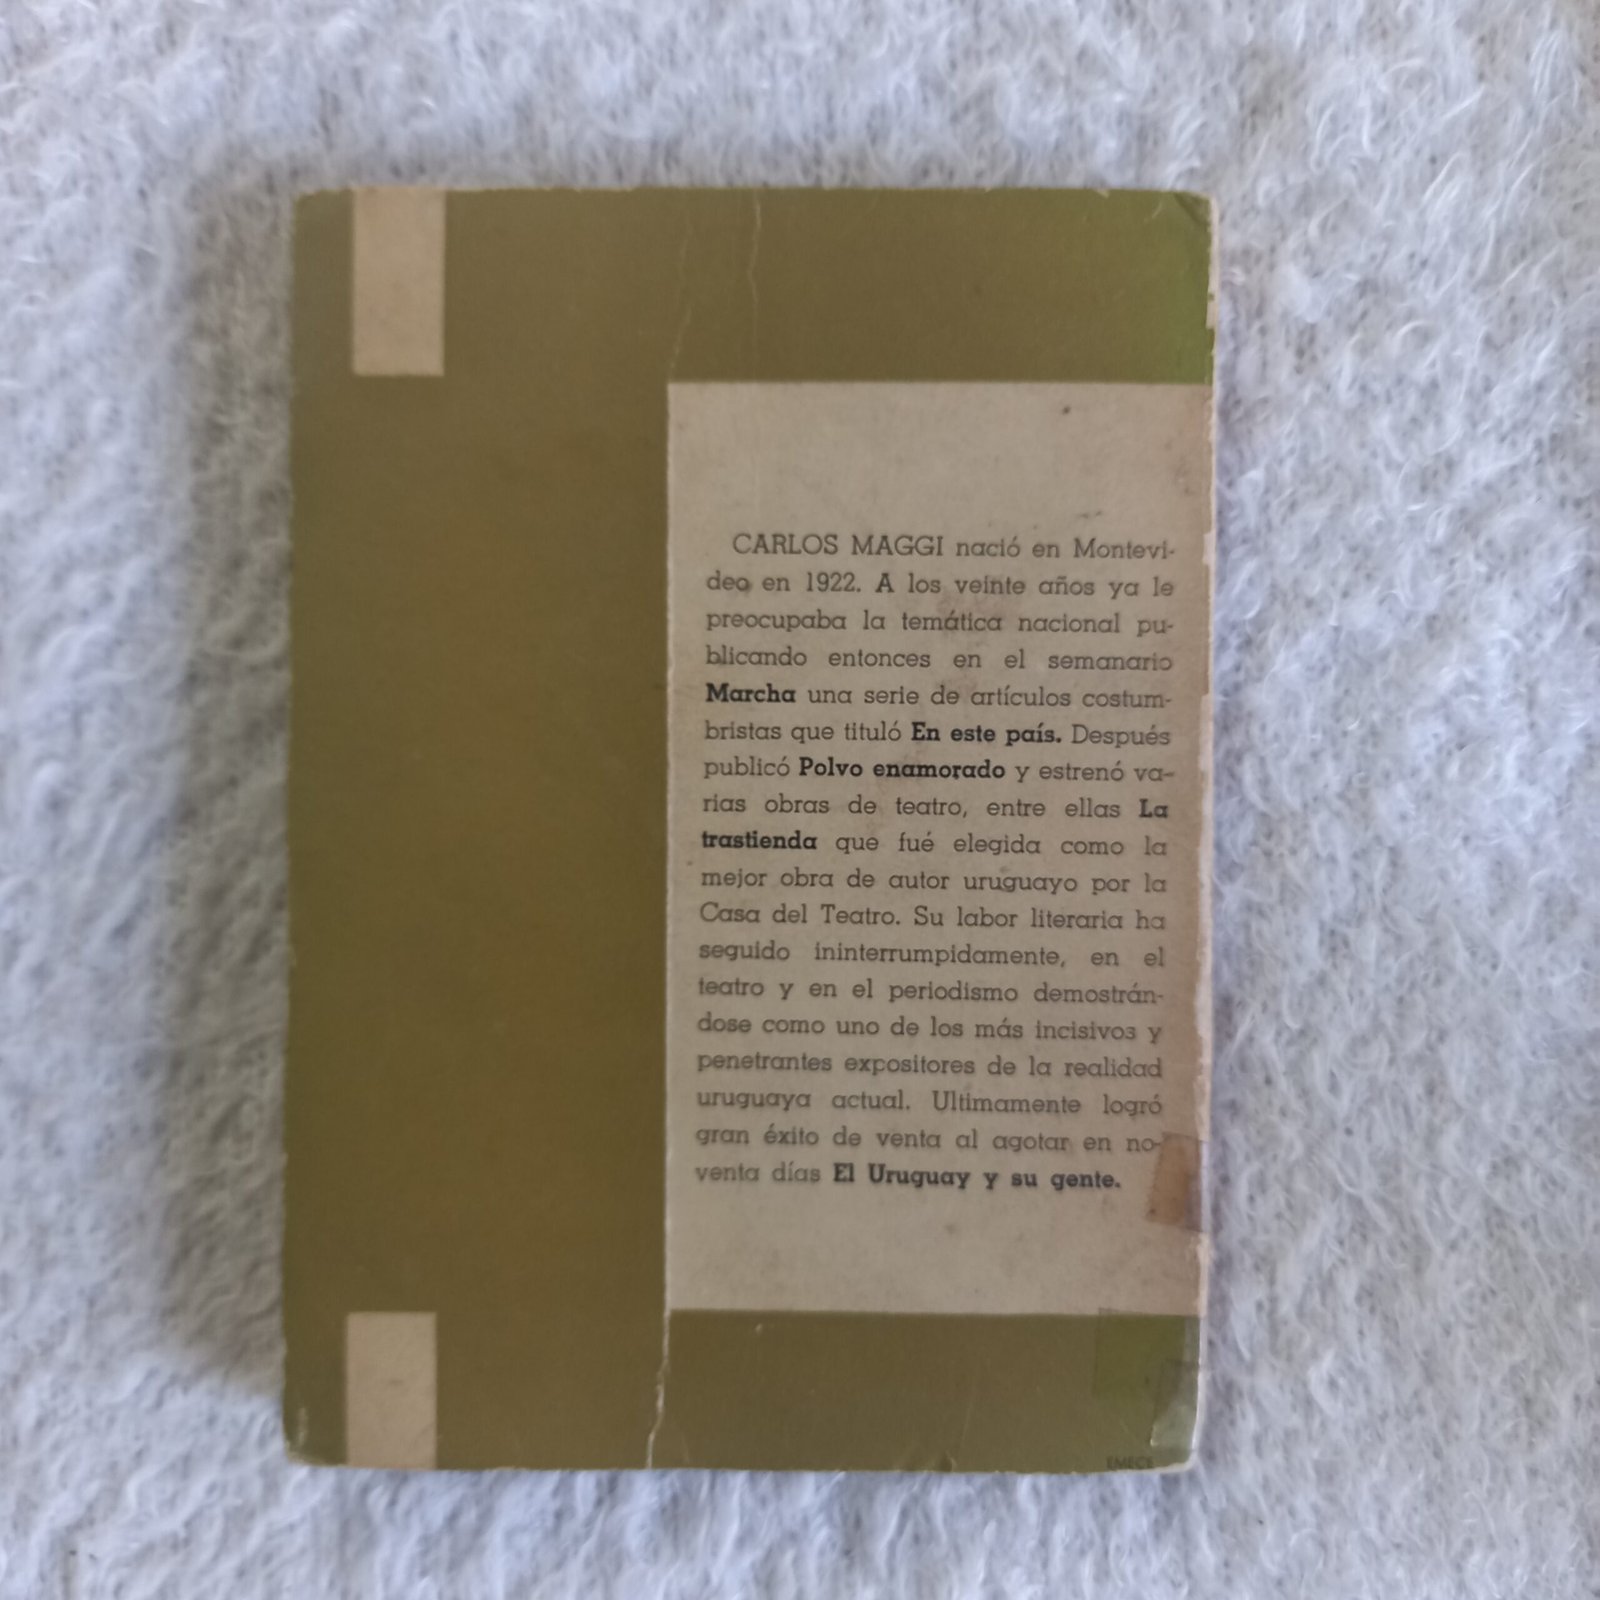 CARLOS MAGGI nació en Montevi-
deo en 1922. A los veinte años ya le
preocupaba la temática nacional pu-
blicando entonces en el semanario
Marcha una serie de artículos costum-
bristas que tituló En este país. Después
publicó Polvo enamorado y estrenó va-
rias obras de teatro, entre ellas La
trastienda que fué elegida como la
mejor obra de autor uruguayo por la
Casa del Teatro. Su labor literaria ha
seguido ininterrumpidamente, en el
teatro y en el periodismo demostrán-
dose como uno de los más incisivos y
penetrantes expositores de la realidad
uruguaya actual. Ultimamente logró
gran éxito de venta al agotar en no-
venta días El Uruguay y su gente.
EMECE